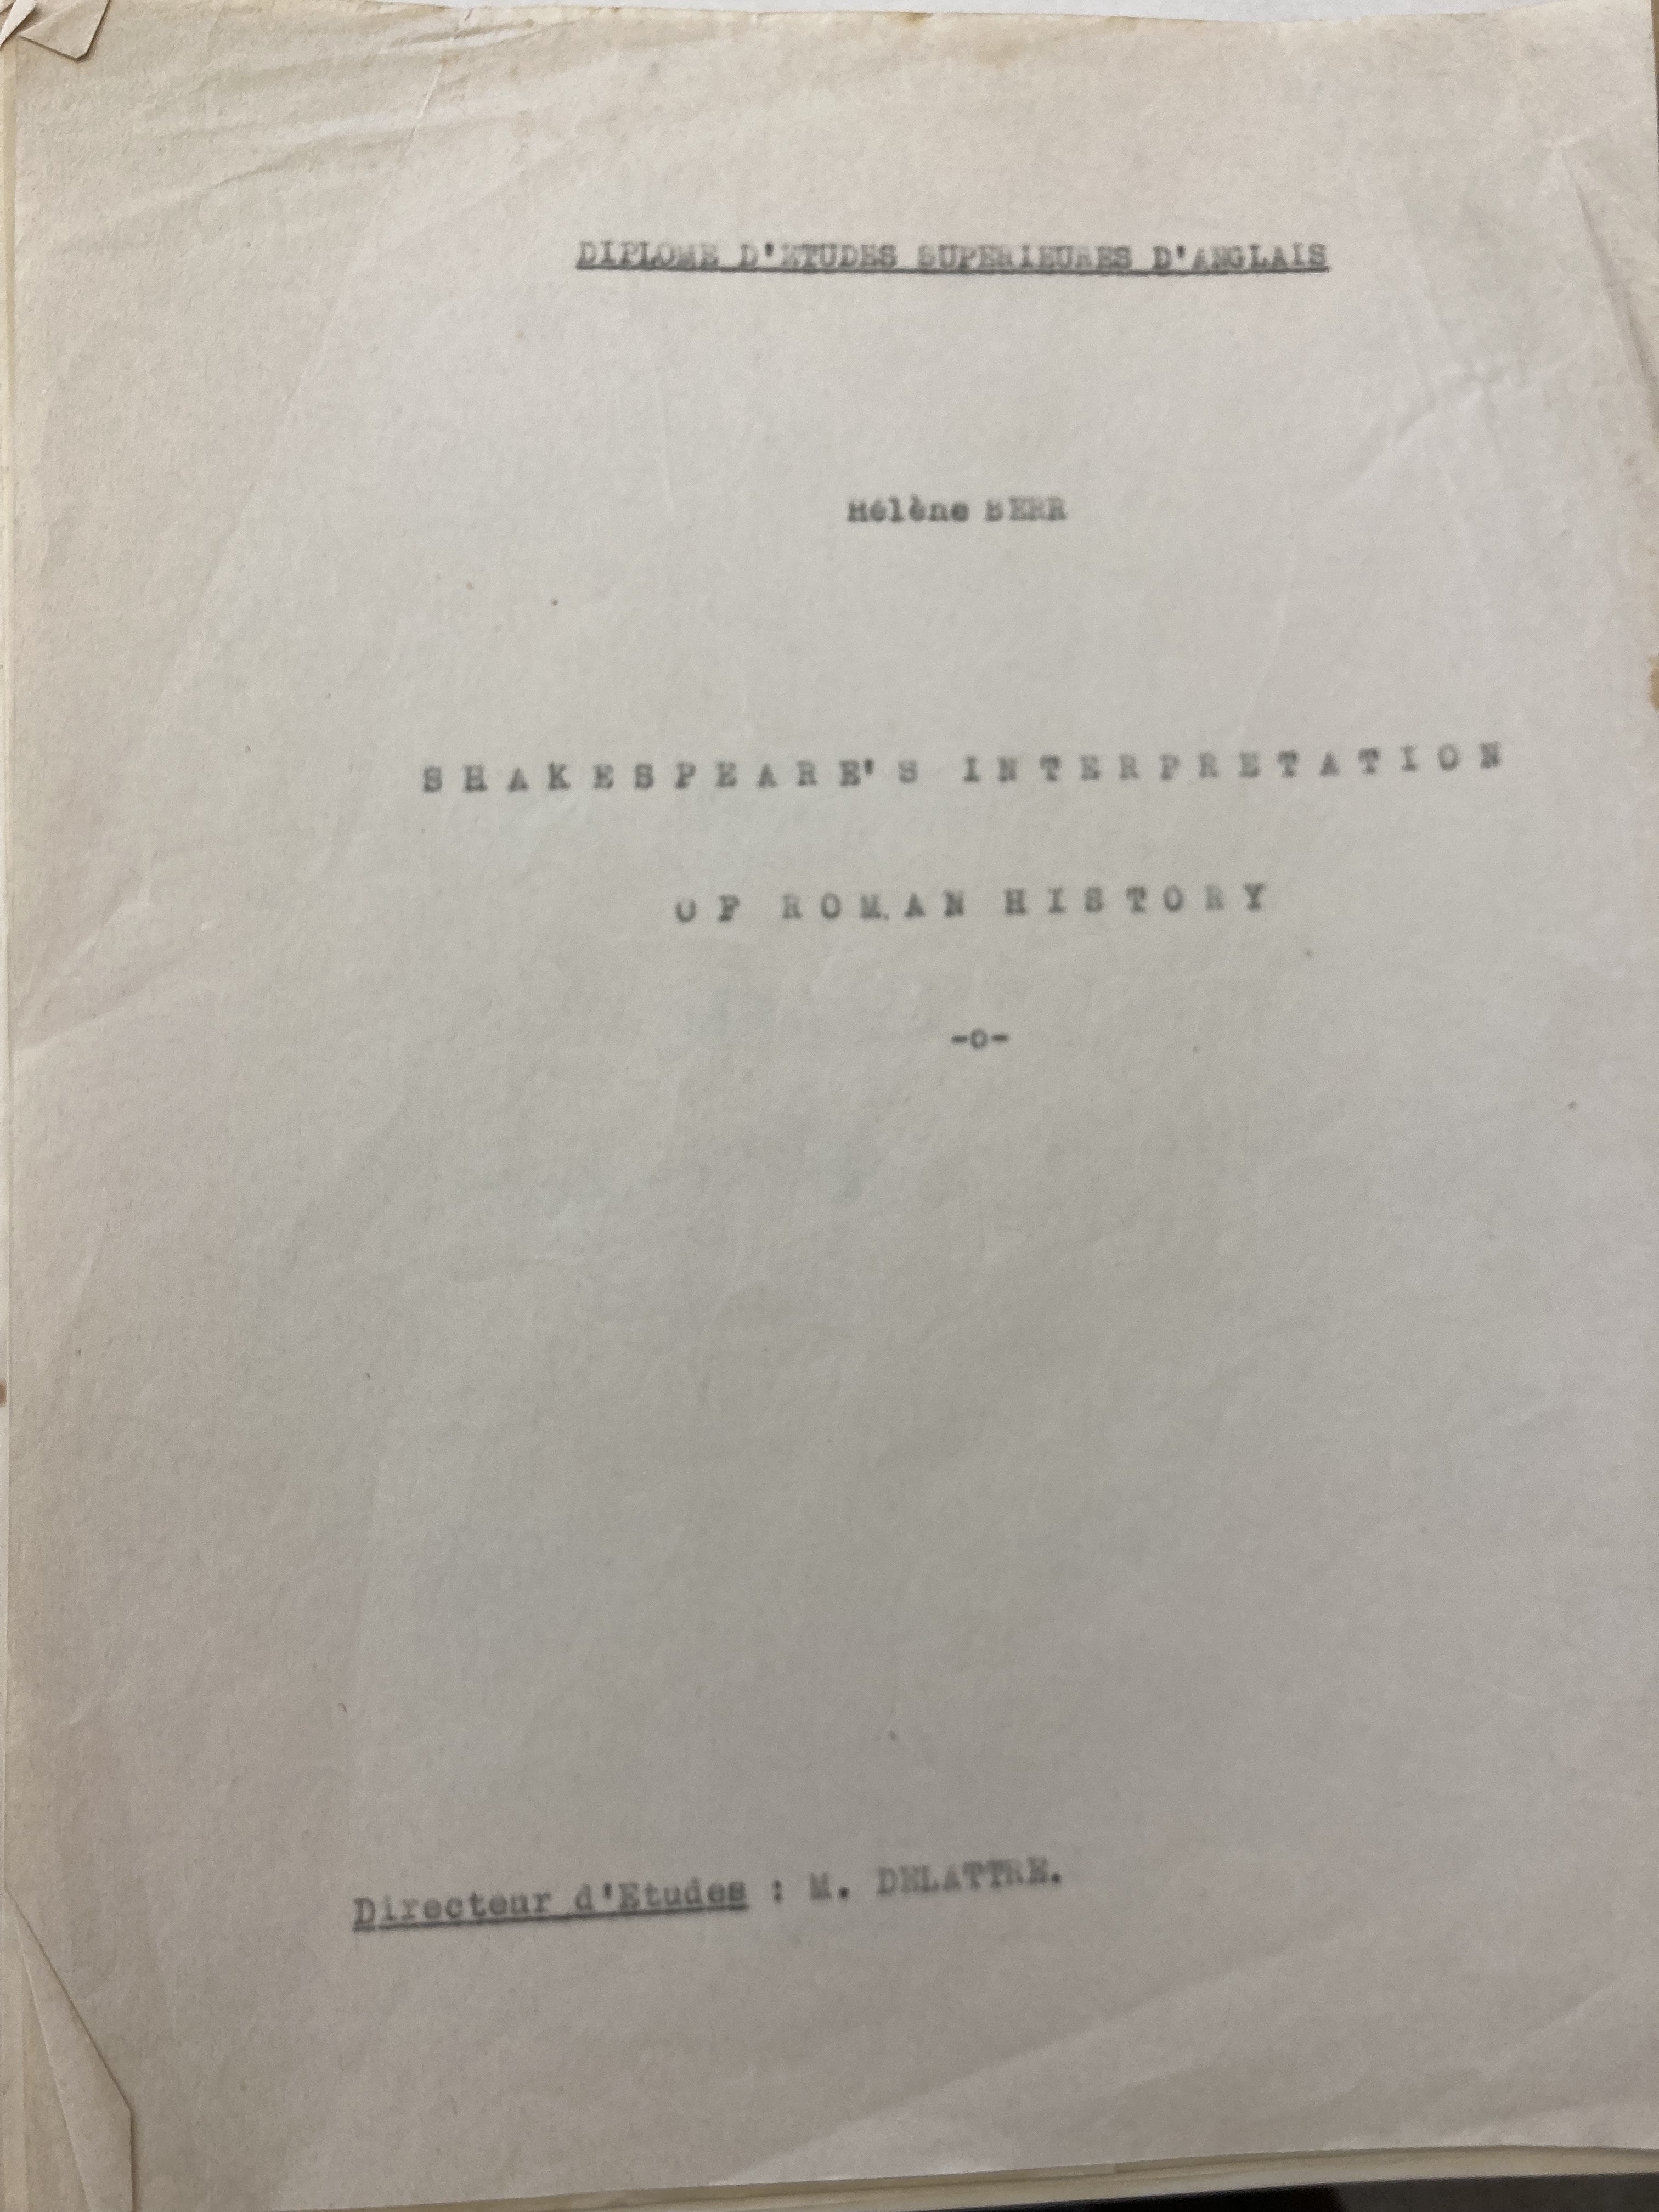 DIPLOME D'ETUDES SUPERIEURES D'ANGLAIS
Hélène BERR
SHAKESPEARE'S INTERPRETATION
OF ROMAN HISTORY
-o-
Directeur d'Etudes : M. DELATTRE.